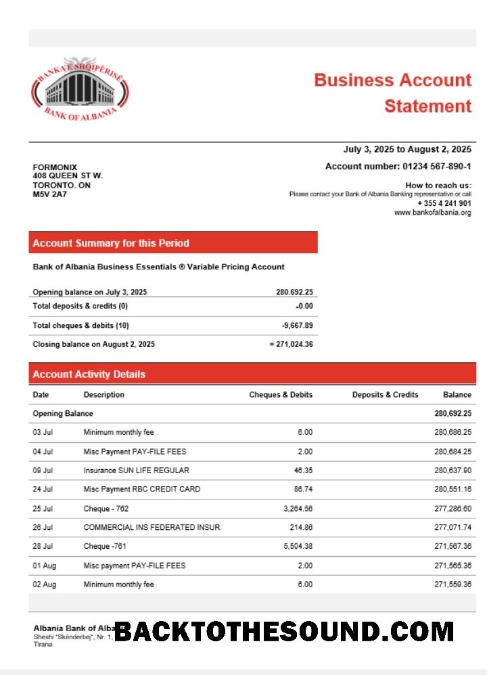 BANKA E SHQIPËRISË
BANK OF ALBANIA
Business Account
Statement
July 3, 2025 to August 2, 2025
Account number: 01234 567-890-1
FORMONIX
408 QUEEN ST W.
TORONTO. ON
M5V 2A7
How to reach us:
Please contact your Bank of Albania Banking representative or call
+ 355 4 241 901
www.bankofalbania.org
Account Summary for this Period
Bank of Albania Business Essentials ® Variable Pricing Account
Opening balance on July 3, 2025 280.692.25
Total deposits & credits (0) -0.00
Total cheques & debits (10) -9,667.89
Closing balance on August 2, 2025 = 271,024.36
Account Activity Details
Date Description Cheques & Debits Deposits & Credits Balance
Opening Balance 280,692.25
03 Jul Minimum monthly fee 6.00 280,686.25
04 Jul Misc Payment PAY-FILE FEES 2.00 280,684.25
09 Jul Insurance SUN LIFE REGULAR 46.35 280,637.90
24 Jul Misc Payment RBC CREDIT CARD 86.74 280,551.16
25 Jul Cheque - 762 3,264.56 277,286.60
26 Jul COMMERCIAL INS FEDERATED INSUR 214.86 277,071.74
28 Jul Cheque -761 5,504.38 271,567.36
01 Aug Misc payment PAY-FILE FEES 2.00 271,565.36
02 Aug Minimum monthly fee 6.00 271,559.36
Albania Bank of
Sheshi "Skënderbej", Nr. 1,
Tirana
BACKTOTHESOUND.COM